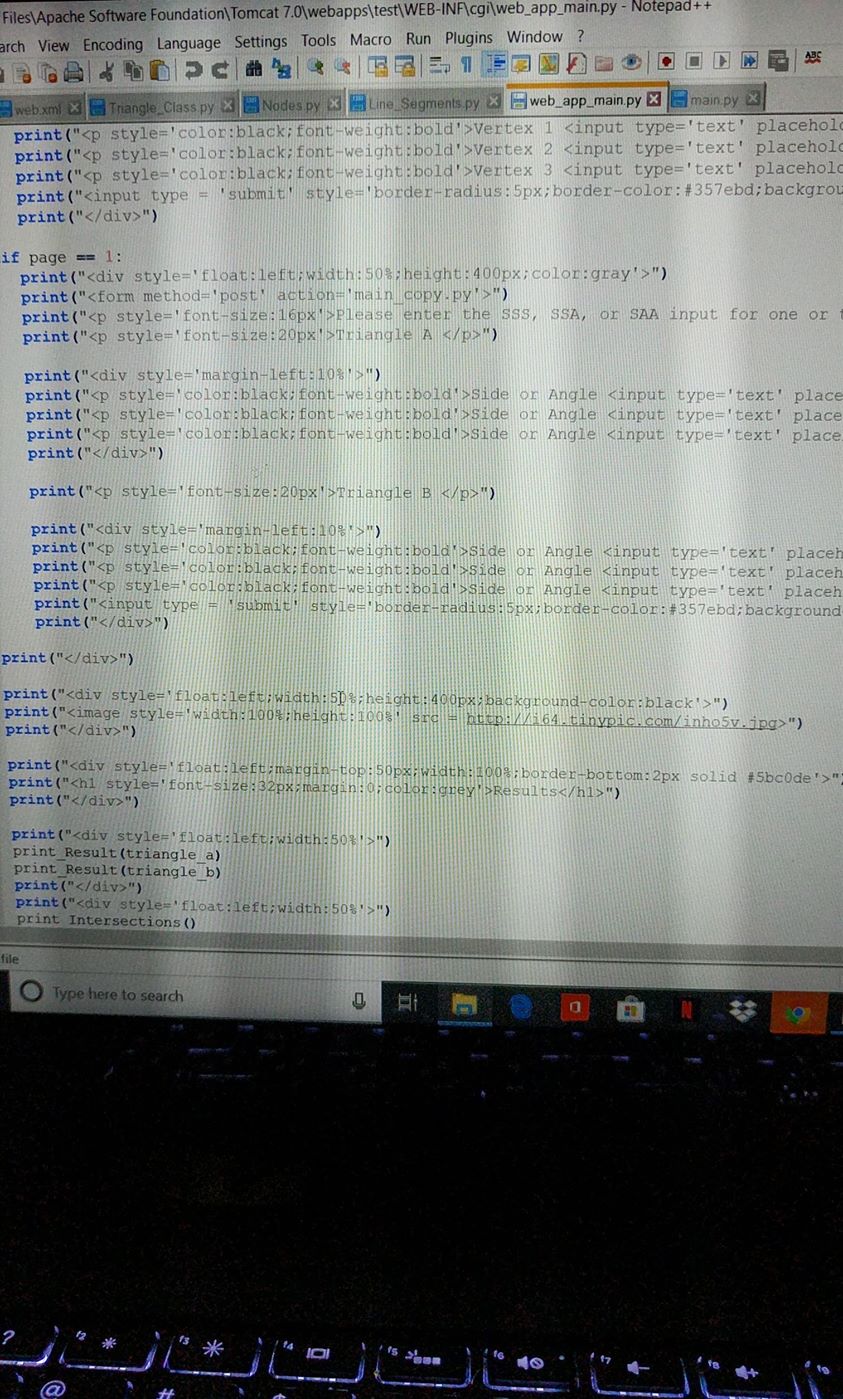 Files\Apache Software Foundation\Tomcat 7.0\webapps\test\WEB-INF\cgi\web_app_main.py - Notepad++
arch View Encoding Language Settings Tools Macro Run Plugins Window ?
ABC
web.xml Triangle_Class.py Nodes.py Line_Segments.py web_app_main.py main.py
print("<p style='color:black;font-weight:bold'>Vertex 1 <input type='text' placehold
print("<p style='color:black;font-weight:bold'>Vertex 2 <input type='text' placehold
print("<p style='color:black;font-weight:bold'>Vertex 3 <input type='text' placehold
print("<input type = 'submit' style='border-radius:5px;border-color:#357ebd;backgrou
print("</div>")
if page == 1:
print("<div style='float:left;width:50%;height:400px;color:gray'>")
print("<form method='post' action='main_copy.py'>")
print("<p style='font-size:16px'>Please enter the SSS, SSA, or SAA input for one or t
print("<p style='font-size:20px'>Triangle A </p>")
print("<div style='margin-left:10%'>")
print("<p style='color:black;font-weight:bold'>Side or Angle <input type='text' place
print("<p style='color:black;font-weight:bold'>Side or Angle <input type='text' place
print("<p style='color:black;font-weight:bold'>Side or Angle <input type='text' place
print("</div>")
print("<p style='font-size:20px'>Triangle B </p>")
print("<div style='margin-left:10%'>")
print("<p style='color:black;font-weight:bold'>Side or Angle <input type='text' placeh
print("<p style='color:black;font-weight:bold'>Side or Angle <input type='text' placeh
print("<p style='color:black;font-weight:bold'>Side or Angle <input type='text' placeh
print("<input type = 'submit' style='border-radius:5px;border-color:#357ebd;background
print("</div>")
print("</div>")
print("<div style='float:left;width:50%;height:400px;background-color:black'>")
print("<image style='width:100%;height:100%' src = http://i64.tinypic.com/inho5v.jpg>")
print("</div>")
print("<div style='float:left;margin-top:50px;width:100%;border-bottom:2px solid #5bc0de'>")
print("<h1 style='font-size:32px;margin:0;color:grey'>Results</h1>")
print("</div>")
print("<div style='float:left;width:50%'>")
print_Result(triangle_a)
print_Result(triangle_b)
print("</div>")
print("<div style='float:left;width:50%'>")
print_Intersections()
file
Type here to search
N
? f2 f3 f4 f5 f6 f7 f8 f9
@ #